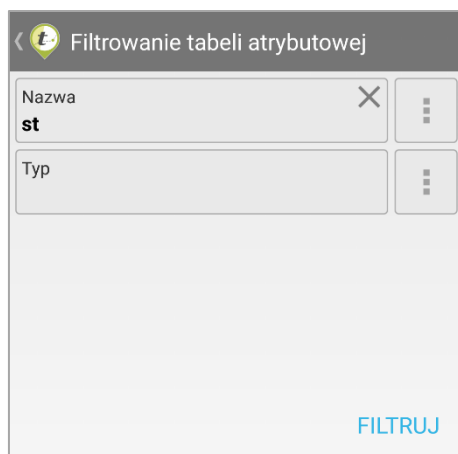 t
Filtrowanie tabeli atrybutowej
Nazwa
st
Typ
FILTRUJ